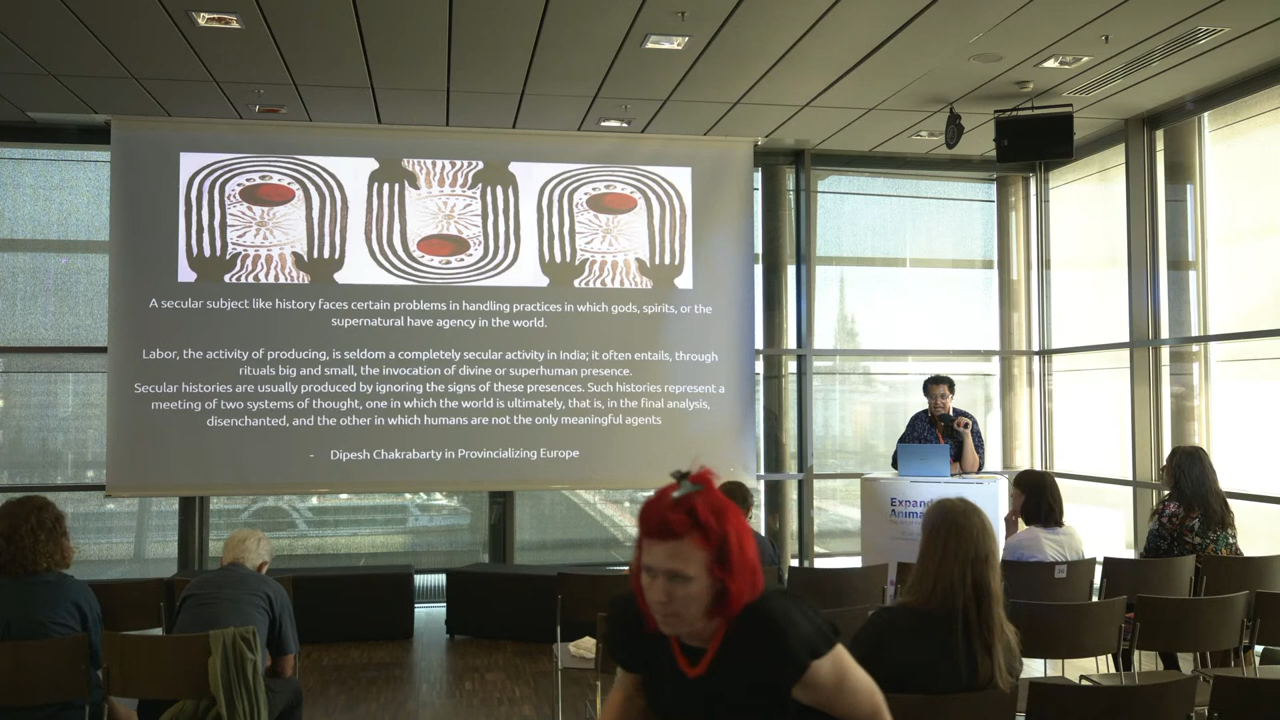 A secular subject like history faces certain problems in handling practices in which gods, spirits, or the
supernatural have agency in the world.
Labor, the activity of producing, is seldom a completely secular activity in India; it often entails, through
rituals big and small, the invocation of divine or superhuman presence.
Secular histories are usually produced by ignoring the signs of these presences. Such histories represent a
meeting of two systems of thought, one in which the world is ultimately, that is, in the final analysis,
disenchanted, and the other in which humans are not the only meaningful agents
- Dipesh Chakrabarty in Provincializing Europe
Expand
Anima